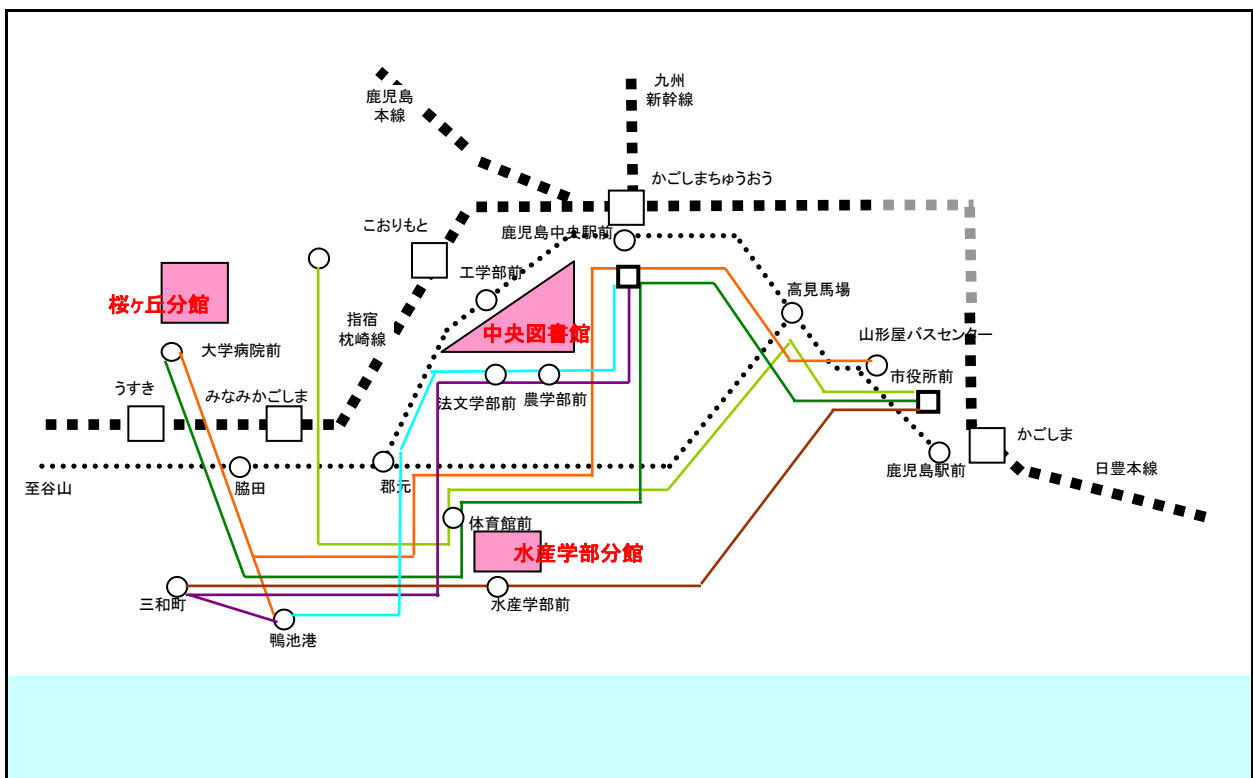 九州
新幹線
鹿児島
本線
かごしまちゅうおう
こおりもと
鹿児島中央駅前
工学部前
高見馬場
桜ヶ丘分館
指宿
枕崎線
中央図書館
山形屋バスセンター
大学病院前
市役所前
うすき
みなみかごしま
法文学部前
農学部前
かごしま
鹿児島駅前
日豊本線
至谷山
脇田
郡元
体育館前
水産学部分館
三和町
水産学部前
鴨池港